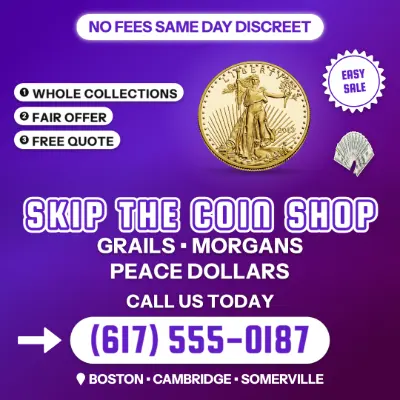 NO FEES SAME DAY DISCREET
EASY
SALE
1 WHOLE COLLECTIONS
2 FAIR OFFER
3 FREE QUOTE
LIBERTY
SKIP THE COIN SHOP
GRAILS • MORGANS
PEACE DOLLARS
CALL US TODAY
(617) 555-0187
BOSTON • CAMBRIDGE • SOMERVILLE